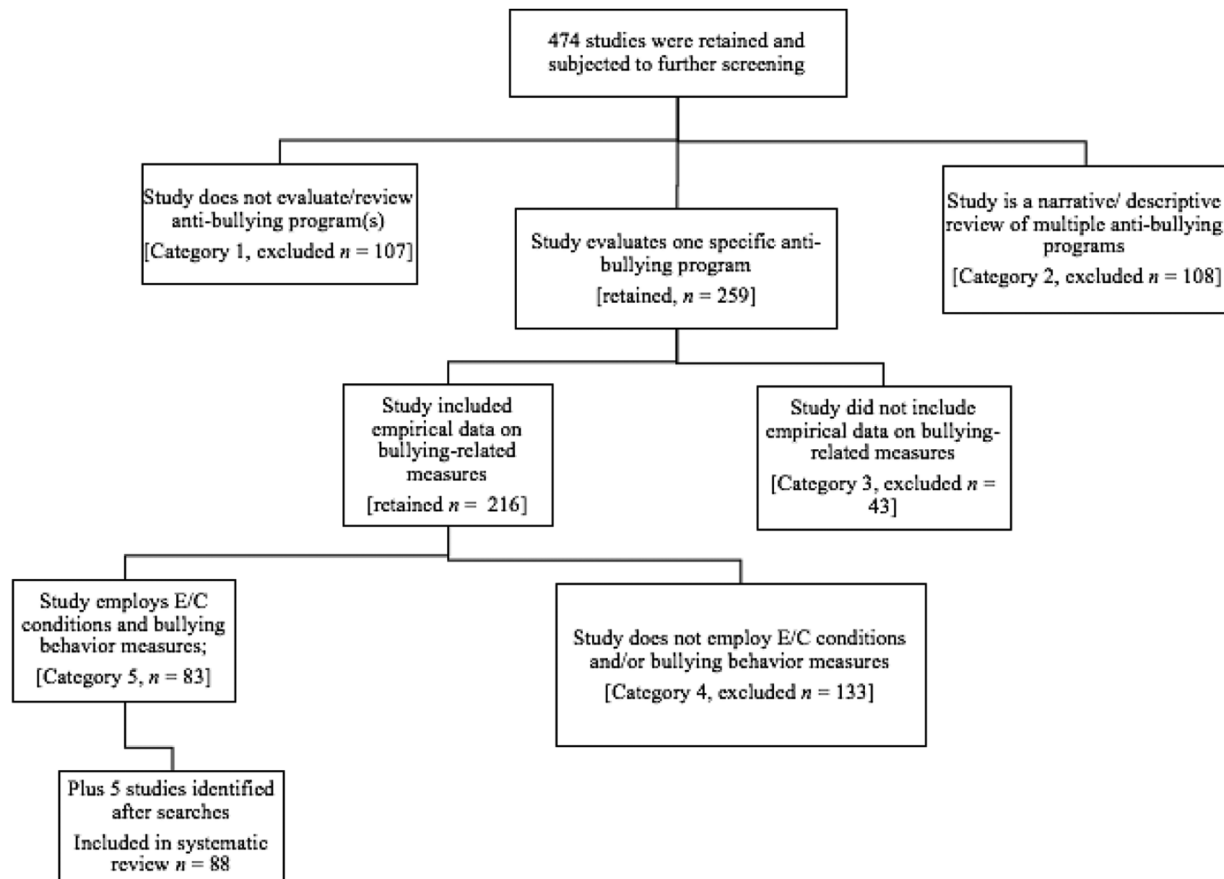 474 studies were retained and
subjected to further screening
Study does not evaluate/review
anti-bullying program(s)
[Category 1, excluded n = 107]
Study evaluates one specific anti-
bullying program
[retained, n = 259]
Study is a narrative/ descriptive
review of multiple anti-bullying
programs
[Category 2, excluded n = 108]
Study included
empirical data on
bullying-related
measures
[retained n = 216]
Study did not include
empirical data on bullying-
related measures
[Category 3, excluded n =
43]
Study employs E/C
conditions and bullying
behavior measures;
[Category 5, n = 83]
Study does not employ E/C conditions
and/or bullying behavior measures
[Category 4, excluded n = 133]
Plus 5 studies identified
after searches
Included in systematic
review n = 88